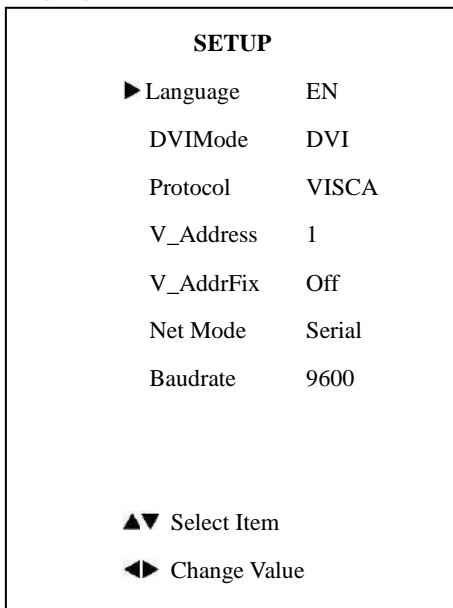 SETUP
▶Language EN
DVIMode DVI
Protocol VISCA
V_Address 1
V_AddrFix Off
Net Mode Serial
Baudrate 9600
▲▼ Select Item
◀▶ Change Value